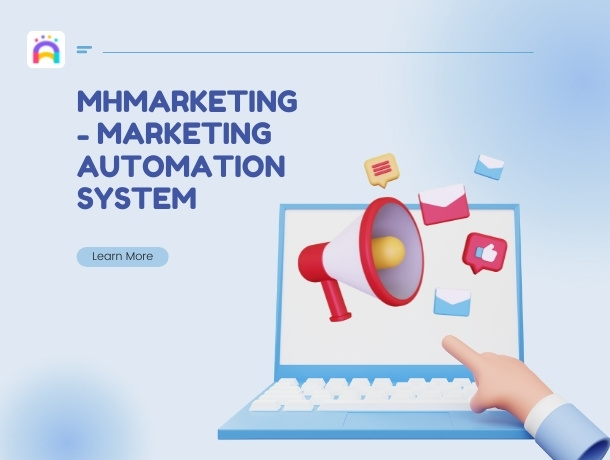 MHMARKETING
- MARKETING
AUTOMATION
SYSTEM
Learn More